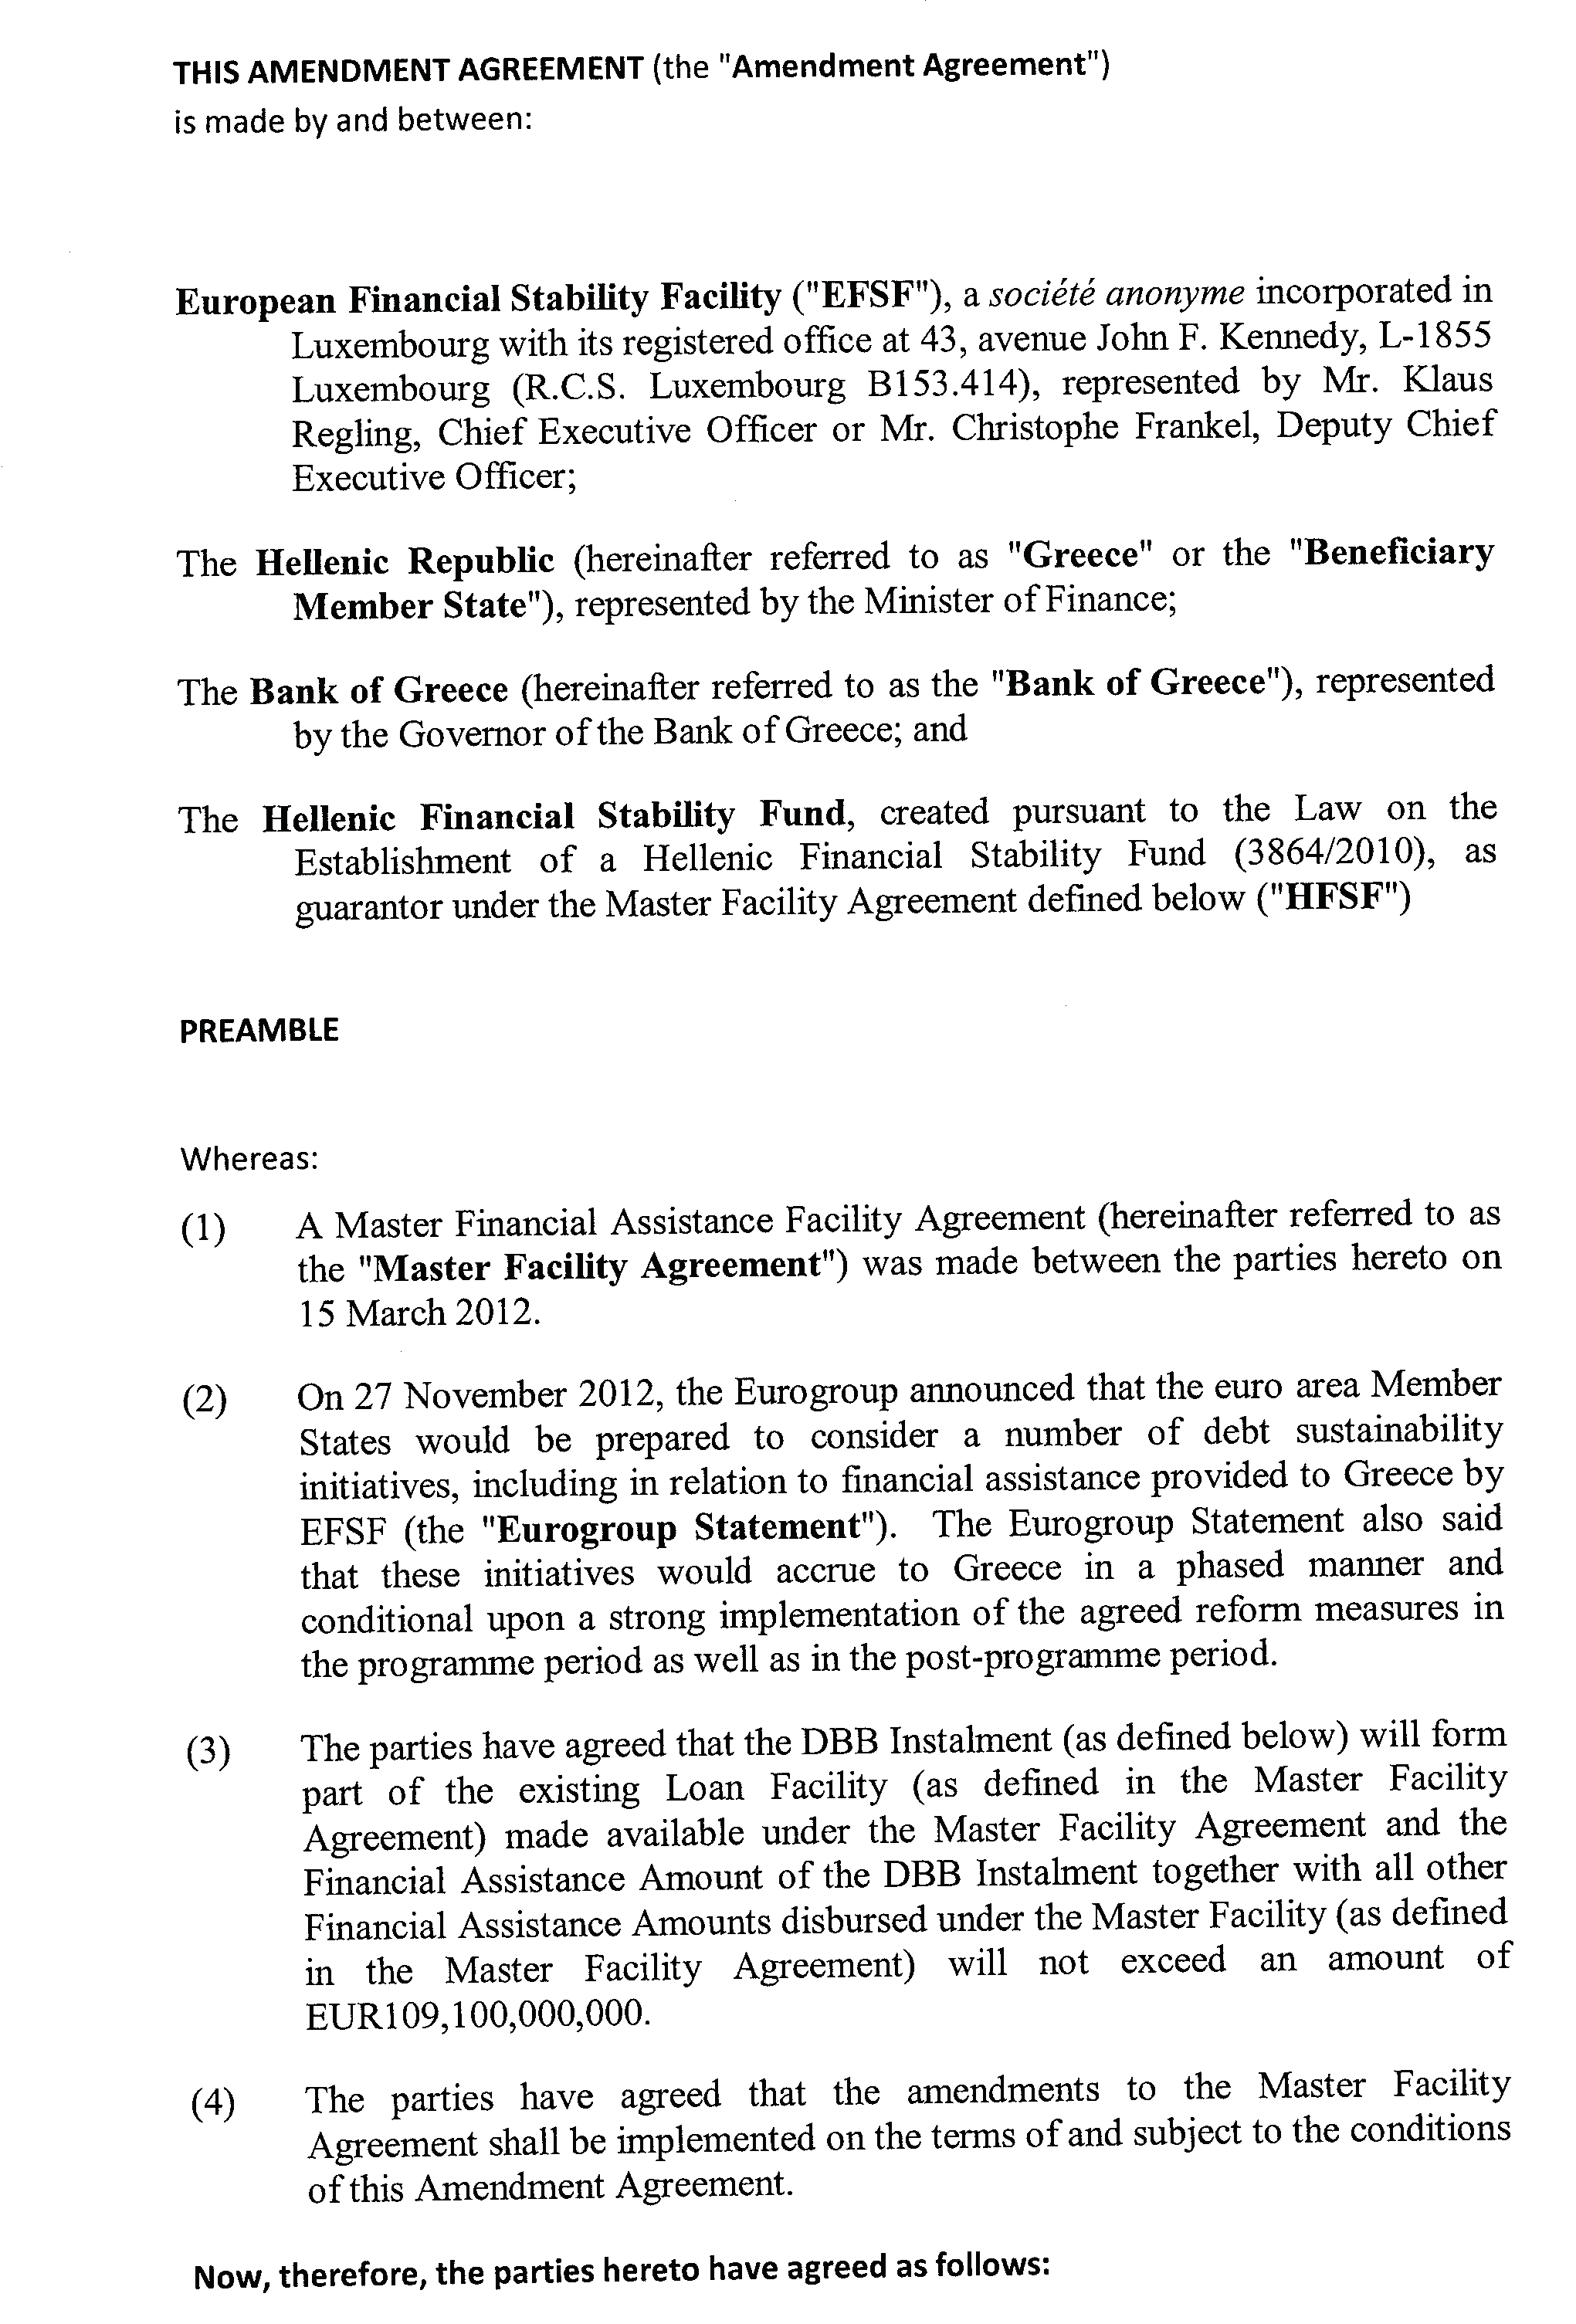 THIS AMENDMENT AGREEMENT (the "Amendment Agreement")
is made by and between:
European Financial Stability Facility ("EFSF"), a société anonyme incorporated in
Luxembourg with its registered office at 43, avenue John F. Kennedy, L-1855
Luxembourg (R.C.S. Luxembourg B153.414), represented by Mr. Klaus
Regling, Chief Executive Officer or Mr. Christophe Frankel, Deputy Chief
Executive Officer;
The Hellenic Republic (hereinafter referred to as "Greece" or the "Beneficiary
Member State"), represented by the Minister of Finance;
The Bank of Greece (hereinafter referred to as the "Bank of Greece"), represented
by the Governor of the Bank of Greece; and
The Hellenic Financial Stability Fund, created pursuant to the Law on the
Establishment of a Hellenic Financial Stability Fund (3864/2010), as
guarantor under the Master Facility Agreement defined below ("HFSF")
PREAMBLE
Whereas:
(1) A Master Financial Assistance Facility Agreement (hereinafter referred to as
the "Master Facility Agreement") was made between the parties hereto on
15 March 2012.
(2) On 27 November 2012, the Eurogroup announced that the euro area Member
States would be prepared to consider a number of debt sustainability
initiatives, including in relation to financial assistance provided to Greece by
EFSF (the "Eurogroup Statement"). The Eurogroup Statement also said
that these initiatives would accrue to Greece in a phased manner and
conditional upon a strong implementation of the agreed reform measures in
the programme period as well as in the post-programme period.
(3) The parties have agreed that the DBB Instalment (as defined below) will form
part of the existing Loan Facility (as defined in the Master Facility
Agreement) made available under the Master Facility Agreement and the
Financial Assistance Amount of the DBB Instalment together with all other
Financial Assistance Amounts disbursed under the Master Facility (as defined
in the Master Facility Agreement) will not exceed an amount of
EUR109,100,000,000.
(4) The parties have agreed that the amendments to the Master Facility
Agreement shall be implemented on the terms of and subject to the conditions
of this Amendment Agreement.
Now, therefore, the parties hereto have agreed as follows: